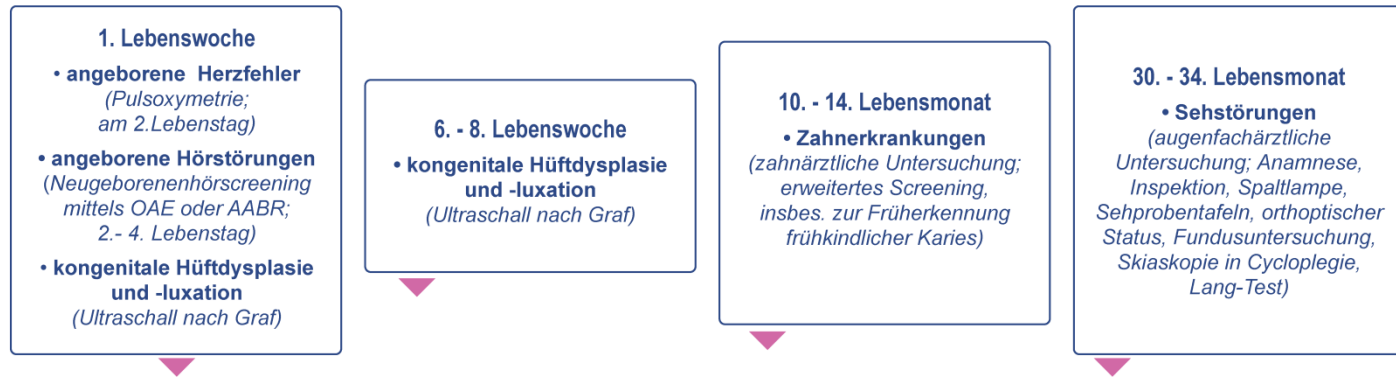 1. Lebenswoche
• angeborene Herzfehler
(Pulsoxymetrie;
am 2.Lebenstag)
• angeborene Hörstörungen
(Neugeborenenhörscreening
mittels OAE oder AABR;
2.- 4. Lebenstag)
• kongenitale Hüftdysplasie
und -luxation
(Ultraschall nach Graf)
6. - 8. Lebenswoche
• kongenitale Hüftdysplasie
und -luxation
(Ultraschall nach Graf)
10. - 14. Lebensmonat
• Zahnerkrankungen
(zahnärztliche Untersuchung;
erweitertes Screening,
insbes. zur Früherkennung
frühkindlicher Karies)
30. - 34. Lebensmonat
• Sehstörungen
(augenfachärztliche
Untersuchung; Anamnese,
Inspektion, Spaltlampe,
Sehprobentafeln, orthoptischer
Status, Fundusuntersuchung,
Skiaskopie in Cycloplegie,
Lang-Test)